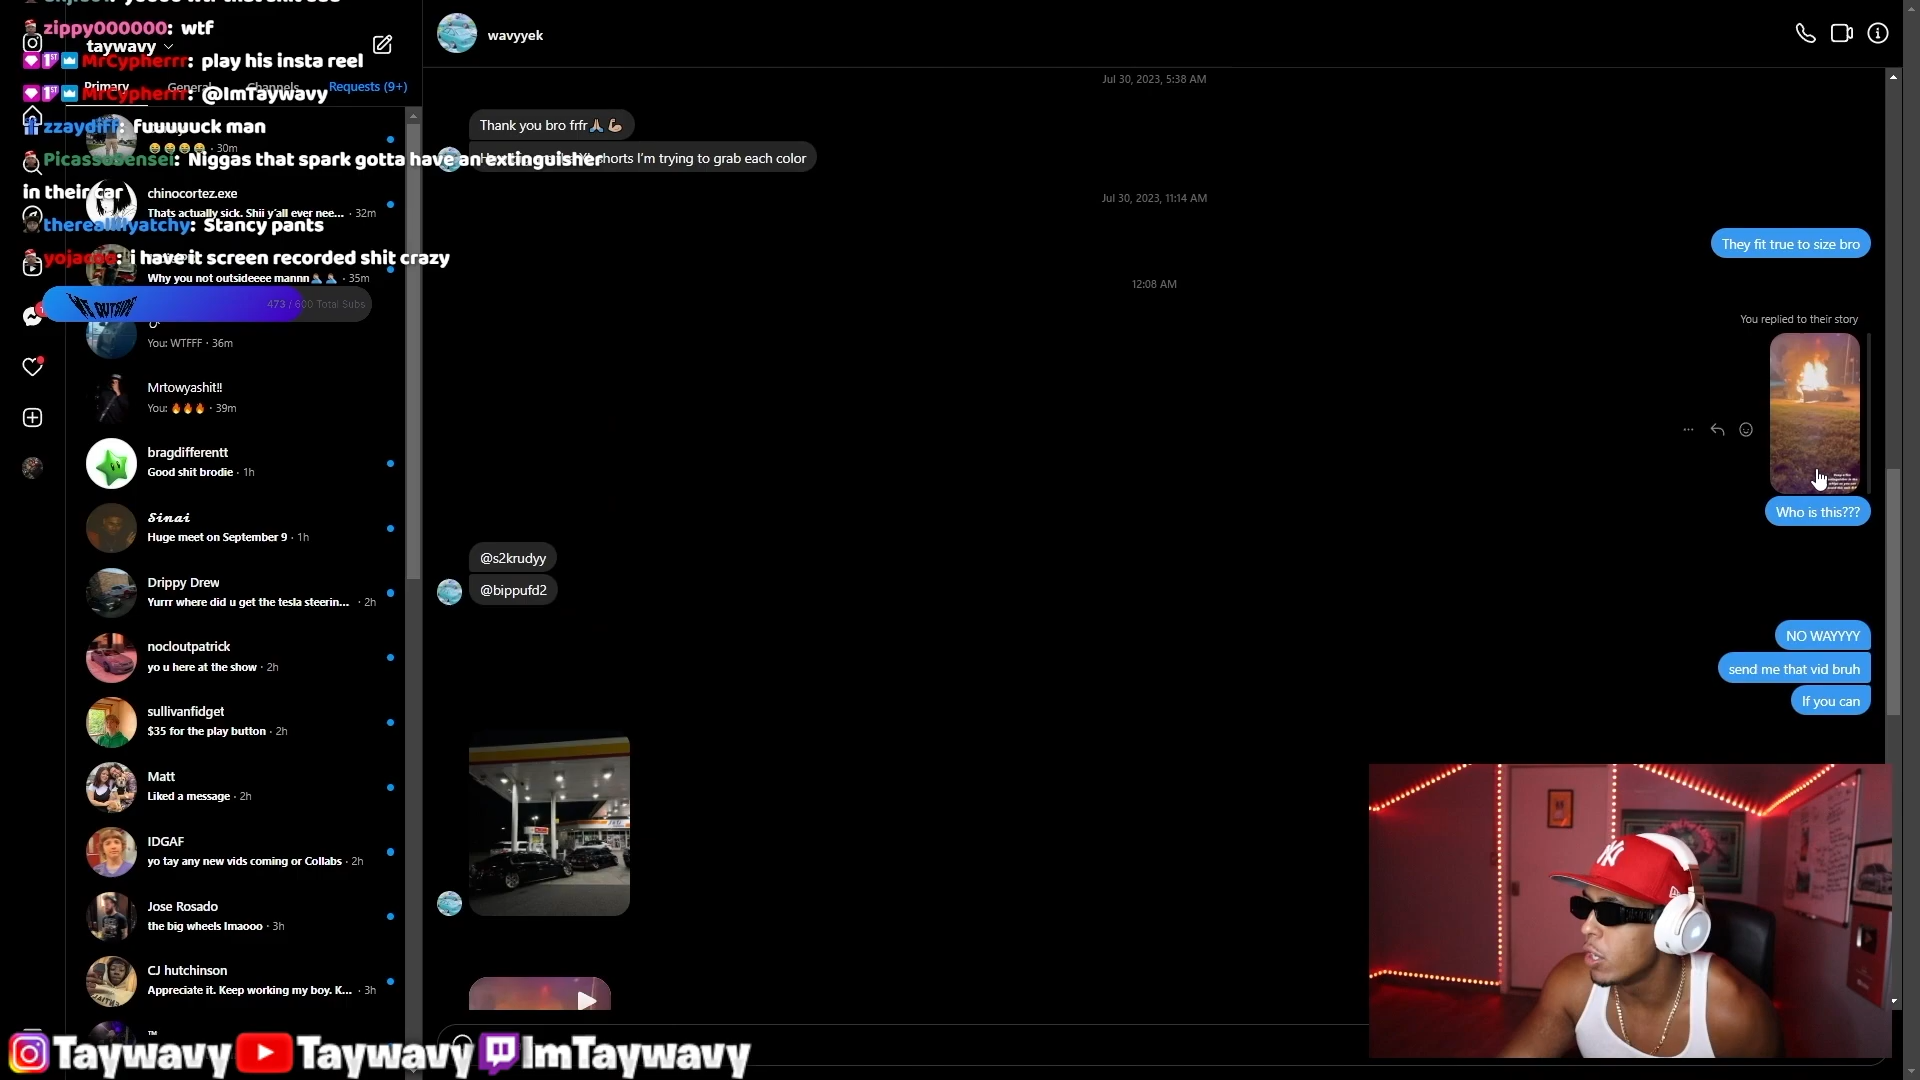 zippy000000: wtf
taywavy
MrCypherrr: play his insta reel
Primary
General
Channels
Requests (9+)
MrCypherrr: @ImTaywavy
zzaydiff: fuuuuuck man
30m
PicassoSensei: Niggas that spark gotta have an extinguisher
in their car
chinocortez.exe
Thats actually sick. Shii y'all ever nee... · 32m
thereallilyatchy: Stancy pants
yojacoo: i have it screen recorded shit crazy
Why you not outsideeee mannn · 35m
WE OUTSIDE
473 / 600 Total Subs
You: WTFFF · 36m
Mrtowyashit!!
You: 🔥🔥🔥 · 39m
bragdifferentt
Good shit brodie · 1h
Sinai
Huge meet on September 9 · 1h
Drippy Drew
Yurrr where did u get the tesla steerin... · 2h
nocloutpatrick
yo u here at the show · 2h
sullivanfidget
$35 for the play button · 2h
Matt
Liked a message · 2h
IDGAF
yo tay any new vids coming or Collabs · 2h
Jose Rosado
the big wheels lmaooo · 3h
CJ hutchinson
Appreciate it. Keep working my boy. K... · 3h
™
wavyyek
Jul 30, 2023, 5:38 AM
Thank you bro frfr🙏🏽💪🏽
shorts I'm trying to grab each color
Jul 30, 2023, 11:14 AM
They fit true to size bro
12:08 AM
You replied to their story
Who is this???
@s2krudyy
@bippufd2
NO WAYYYY
send me that vid bruh
If you can
Taywavy
Taywavy
ImTaywavy